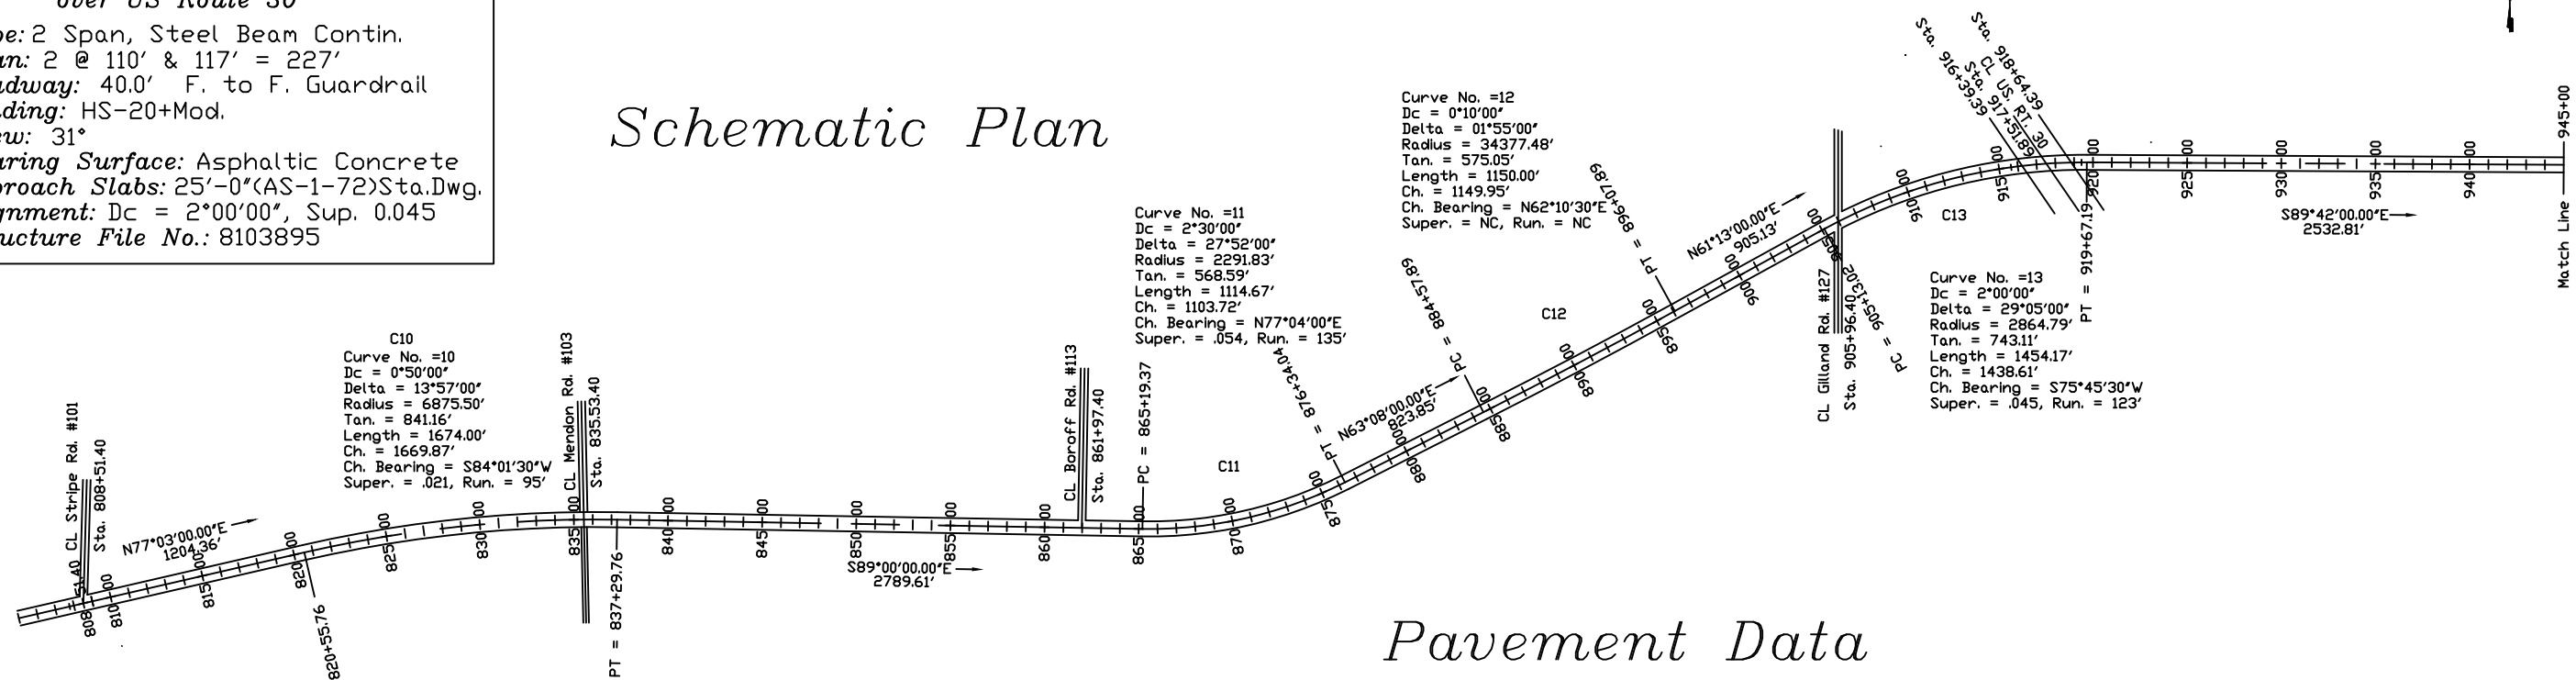 over US Route 30
pe: 2 Span, Steel Beam Contin.
an: 2 @ 110' & 117' = 227'
adway: 40.0' F. to F. Guardrail
ding: HS-20+Mod.
ew: 31°
aring Surface: Asphaltic Concrete
proach Slabs: 25'-0"(AS-1-72)Sta.Dwg.
gnment: Dc = 2°00'00", Sup. 0.045
ucture File No.: 8103895
Schematic Plan
CL Stripe Rd. #101
Sta. 808+51.40
51.40
808
N77°03'00.00"E
1204.36'
810
00
815
00
820
00
820+55.76
825
00
830
00
835
00
C10
Curve No. =10
Dc = 0°50'00"
Delta = 13°57'00"
Radius = 6875.50'
Tan. = 841.16'
Length = 1674.00'
Ch. = 1669.87'
Ch. Bearing = S84°01'30"W
Super. = .021, Run. = 95'
CL Mendon Rd. #103
Sta. 835.53.40
PT = 837+29.76
840
00
845
00
850
00
855
00
860
00
865
00
S89°00'00.00"E
2789.61'
CL Boroff Rd. #113
Sta. 861+97.40
PC = 865+19.37
Curve No. =11
Dc = 2°30'00"
Delta = 27°52'00"
Radius = 2291.83'
Tan. = 568.59'
Length = 1114.67'
Ch. = 1103.72'
Ch. Bearing = N77°04'00"E
Super. = .054, Run. = 135'
C11
870
00
875
00
PT = 876+34.04
N63°08'00.00"E
823.85'
880
00
PC = 884+57.89
885
00
Curve No. =12
Dc = 0°10'00"
Delta = 01°55'00"
Radius = 34377.48'
Tan. = 575.05'
Length = 1150.00'
Ch. = 1149.95'
Ch. Bearing = N62°10'30"E
Super. = NC, Run. = NC
C12
890
00
895
00
PT = 896+07.89
N61°13'00.00"E
905.13'
900
00
905
00
CL Gilland Rd. #127
Sta. 905+96.40
PC = 905+13.02
910
00
C13
915
00
Curve No. =13
Dc = 2°00'00"
Delta = 29°05'00"
Radius = 2864.79'
Tan. = 743.11'
Length = 1454.17'
Ch. = 1438.61'
Ch. Bearing = S75°45'30"W
Super. = .045, Run. = 123'
Sta. 916+39.39
Sta. 917+51.89
CL US. RT. 30
Sta. 918+64.39
PT = 919+67.19
920
00
925
00
930
00
935
00
940
00
S89°42'00.00"E
2532.81'
Match Line
945+00
Pavement Data